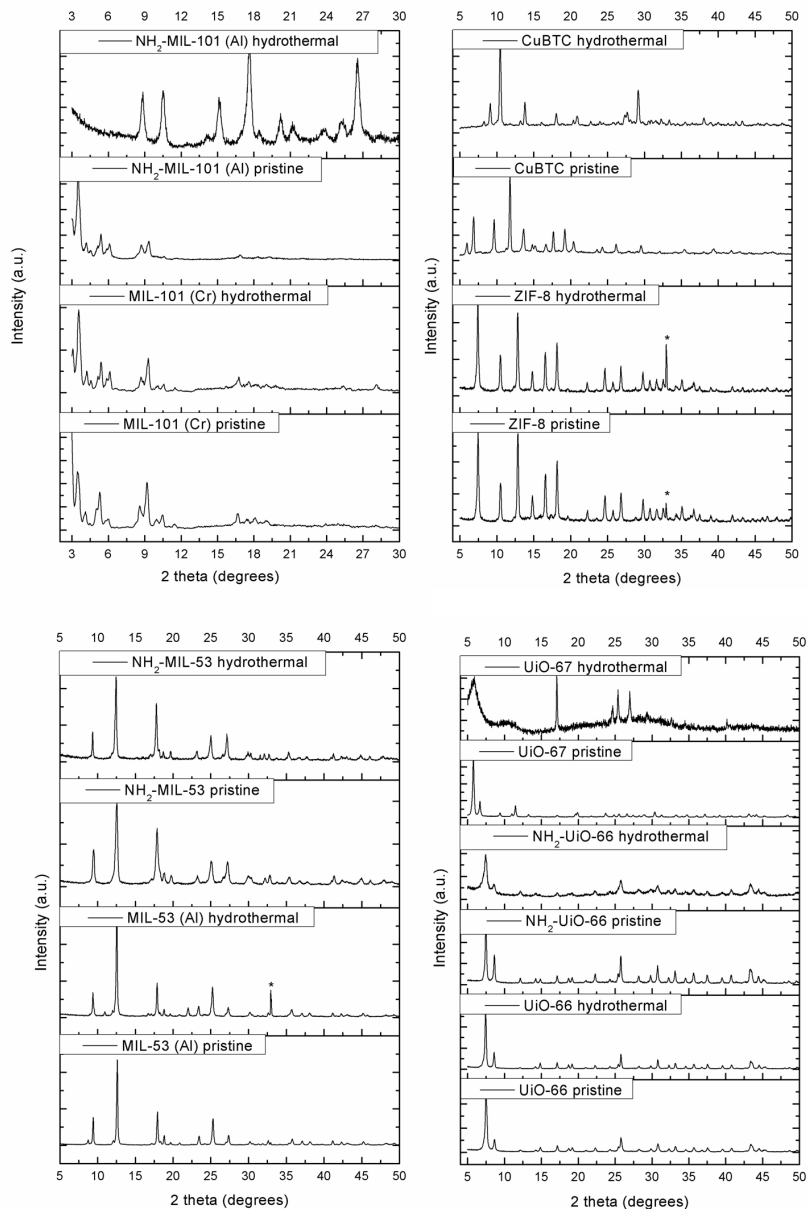 3 6 9 12 15 18 21 24 27 30
NH2-MIL-101 (Al) hydrothermal
NH2-MIL-101 (Al) pristine
MIL-101 (Cr) hydrothermal
MIL-101 (Cr) pristine
Intensity (a.u.)
3 6 9 12 15 18 21 24 27 30
2 theta (degrees)
5 10 15 20 25 30 35 40 45 50
CuBTC hydrothermal
CuBTC pristine
ZIF-8 hydrothermal
*
ZIF-8 pristine
*
Intensity (a.u.)
5 10 15 20 25 30 35 40 45 50
2 theta (degrees)
5 10 15 20 25 30 35 40 45 50
NH2-MIL-53 hydrothermal
NH2-MIL-53 pristine
MIL-53 (Al) hydrothermal
*
MIL-53 (Al) pristine
Intensity (a.u.)
5 10 15 20 25 30 35 40 45 50
2 theta (degrees)
5 10 15 20 25 30 35 40 45 50
UiO-67 hydrothermal
UiO-67 pristine
NH2-UiO-66 hydrothermal
NH2-UiO-66 pristine
UiO-66 hydrothermal
UiO-66 pristine
Intensity (a.u.)
5 10 15 20 25 30 35 40 45 50
2 theta (degrees)